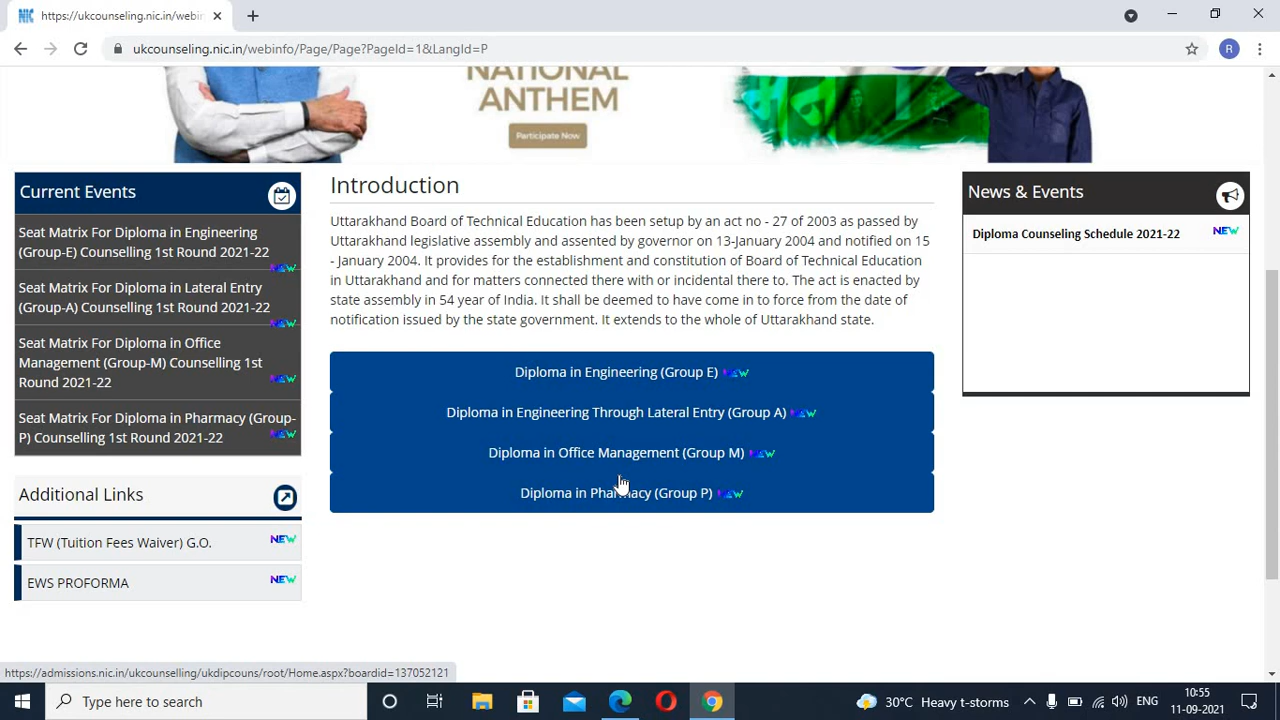 https://ukcounseling.nic.in/webin
ukcounseling.nic.in/webinfo/Page/Page?PageId=1&LangId=P
R
NATIONAL
ANTHEM
Participate Now
Current Events
Seat Matrix For Diploma in Engineering
(Group-E) Counselling 1st Round 2021-22
NEW
Seat Matrix For Diploma in Lateral Entry
(Group-A) Counselling 1st Round 2021-22
NEW
Seat Matrix For Diploma in Office
Management (Group-M) Counselling 1st
Round 2021-22 NEW
Seat Matrix For Diploma in Pharmacy (Group-
P) Counselling 1st Round 2021-22 NEW
Additional Links
TFW (Tuition Fees Waiver) G.O. NEW
EWS PROFORMA NEW
Introduction
Uttarakhand Board of Technical Education has been setup by an act no - 27 of 2003 as passed by
Uttarakhand legislative assembly and assented by governor on 13-January 2004 and notified on 15
- January 2004. It provides for the establishment and constitution of Board of Technical Education
in Uttarakhand and for matters connected there with or incidental there to. The act is enacted by
state assembly in 54 year of India. It shall be deemed to have come in to force from the date of
notification issued by the state government. It extends to the whole of Uttarakhand state.
Diploma in Engineering (Group E) NEW
Diploma in Engineering Through Lateral Entry (Group A) NEW
Diploma in Office Management (Group M) NEW
Diploma in Pharmacy (Group P) NEW
News & Events
Diploma Counseling Schedule 2021-22 NEW
https://admissions.nic.in/ukcounselling/ukdipcouns/root/Home.aspx?boardid=137052121
Type here to search
30°C Heavy t-storms
ENG
10:55
11-09-2021